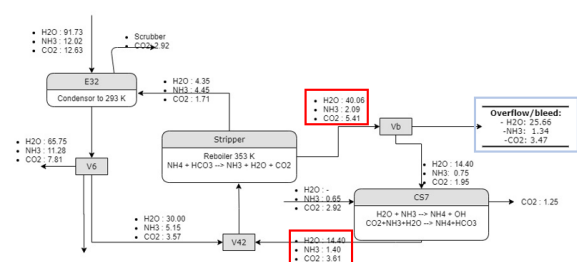 • H2O : 91.73
• NH3 : 12.02
• CO2 : 12.63
• Scrubber
• CO2: 2.92
E32
Condensor to 293 K
• H2O : 4.35
• NH3 : 4.45
• CO2 : 1.71
• H2O : 40.06
• NH3 : 2.09
• CO2 : 5.41
Vb
Overflow/bleed:
- H2O: 25.66
-NH3: 1.34
-CO2: 3.47
Stripper
Reboiler 353 K
NH4 + HCO3 --> NH3 + H2O + CO2
• H2O : 65.75
• NH3 : 11.28
• CO2 : 7.81
V6
• H2O : 14.40
• NH3: 0.75
• CO2 : 1.95
• H2O : -
• NH3 : 0.65
• CO2 : 2.92
CS7
H2O + NH3 --> NH4 + OH
CO2+NH3+H2O --> NH4+HCO3
• CO2 : 1.25
• H2O : 30.00
• NH3 : 5.15
• CO2 : 3.57
V42
• H2O : 14.40
• NH3 : 1.40
• CO2 : 3.61